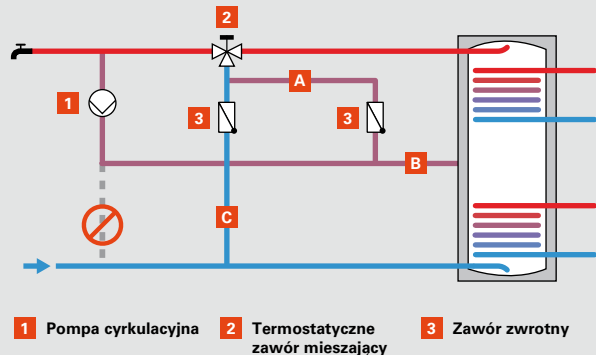 2
A
1
3
3
B
C
1 Pompa cyrkulacyjna
2 Termostatyczne
zawór mieszający
3 Zawór zwrotny